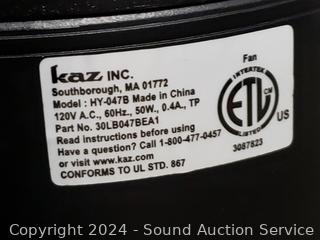 Kaz INC.
Southborough, MA 01772
Model : HY-047B Made in China
120V A.C., 60Hz., 50W., 0.4A., TP
Part No. 30LB047BEA1
Read instructions before using
Have a question? Call 1-800-477-0457
or visit www.kaz.com
CONFORMS TO UL STD. 867
Fan
INTERTEK
ETL CM
LISTED
US
3087823
Copyright 2024 - Sound Auction Service